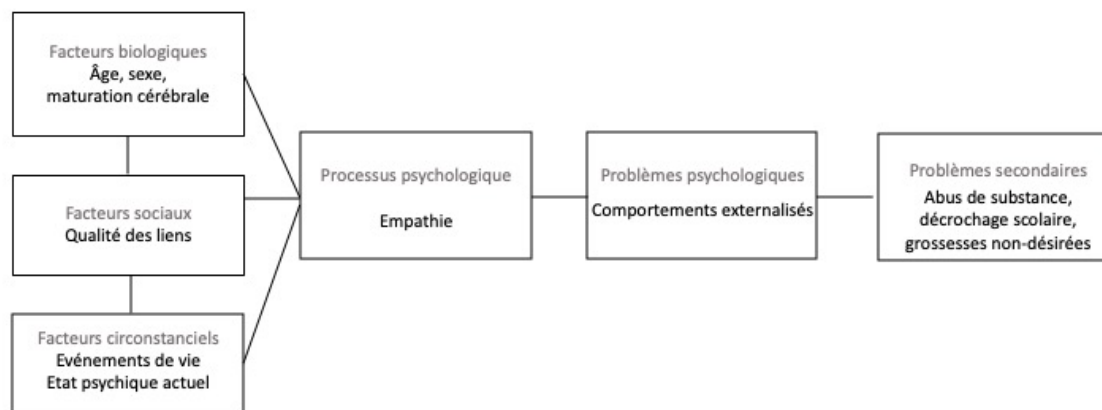 Facteurs biologiques
Âge, sexe,
maturation cérébrale
Facteurs sociaux
Qualité des liens
Facteurs circonstanciels
Evénements de vie
Etat psychique actuel
Processus psychologique
Empathie
Problèmes psychologiques
Comportements externalisés
Problèmes secondaires
Abus de substance,
décrochage scolaire,
grossesses non-désirées